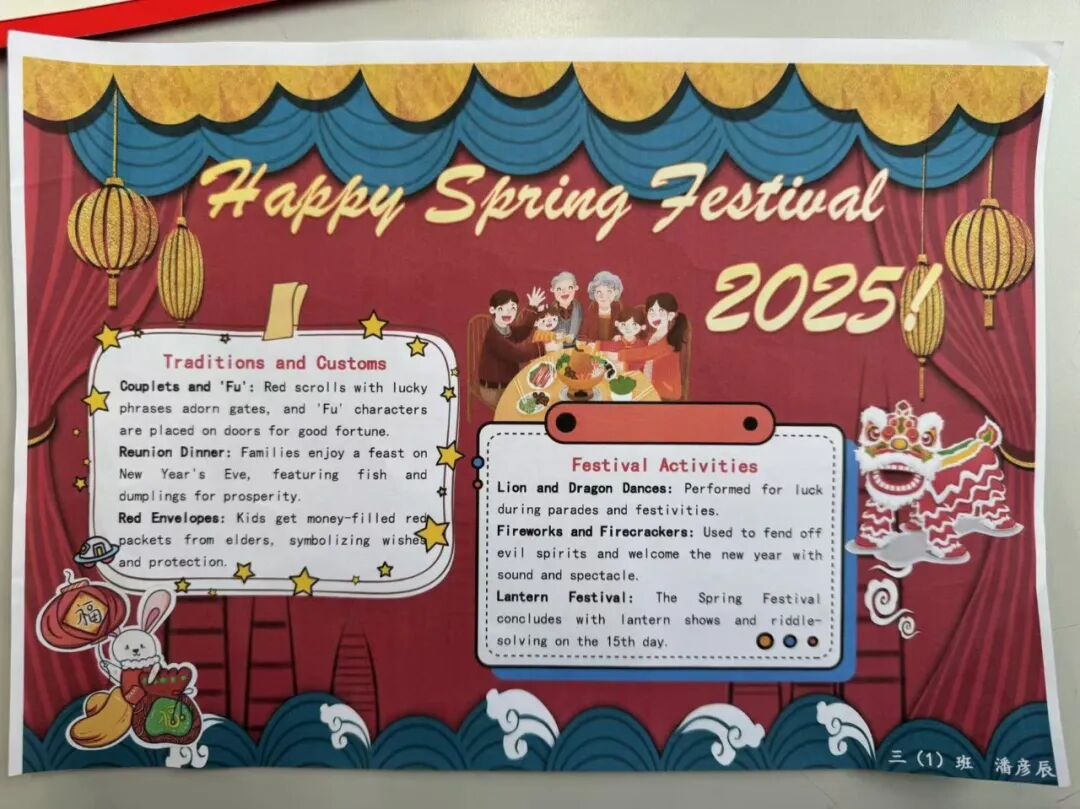 Happy Spring Festival
2025!
Traditions and Customs
Couplets and 'Fu': Red scrolls with lucky
phrases adorn gates, and 'Fu' characters
are placed on doors for good fortune.
Reunion Dinner: Families enjoy a feast on
New Year's Eve, featuring fish and
dumplings for prosperity.
Red Envelopes: Kids get money-filled red
packets from elders, symbolizing wishes
and protection.
Festival Activities
Lion and Dragon Dances: Performed for luck
during parades and festivities.
Fireworks and Firecrackers: Used to fend off
evil spirits and welcome the new year with
sound and spectacle.
Lantern Festival: The Spring Festival
concludes with lantern shows and riddle-
solving on the 15th day.
福
福
三(1)班 潘彦辰